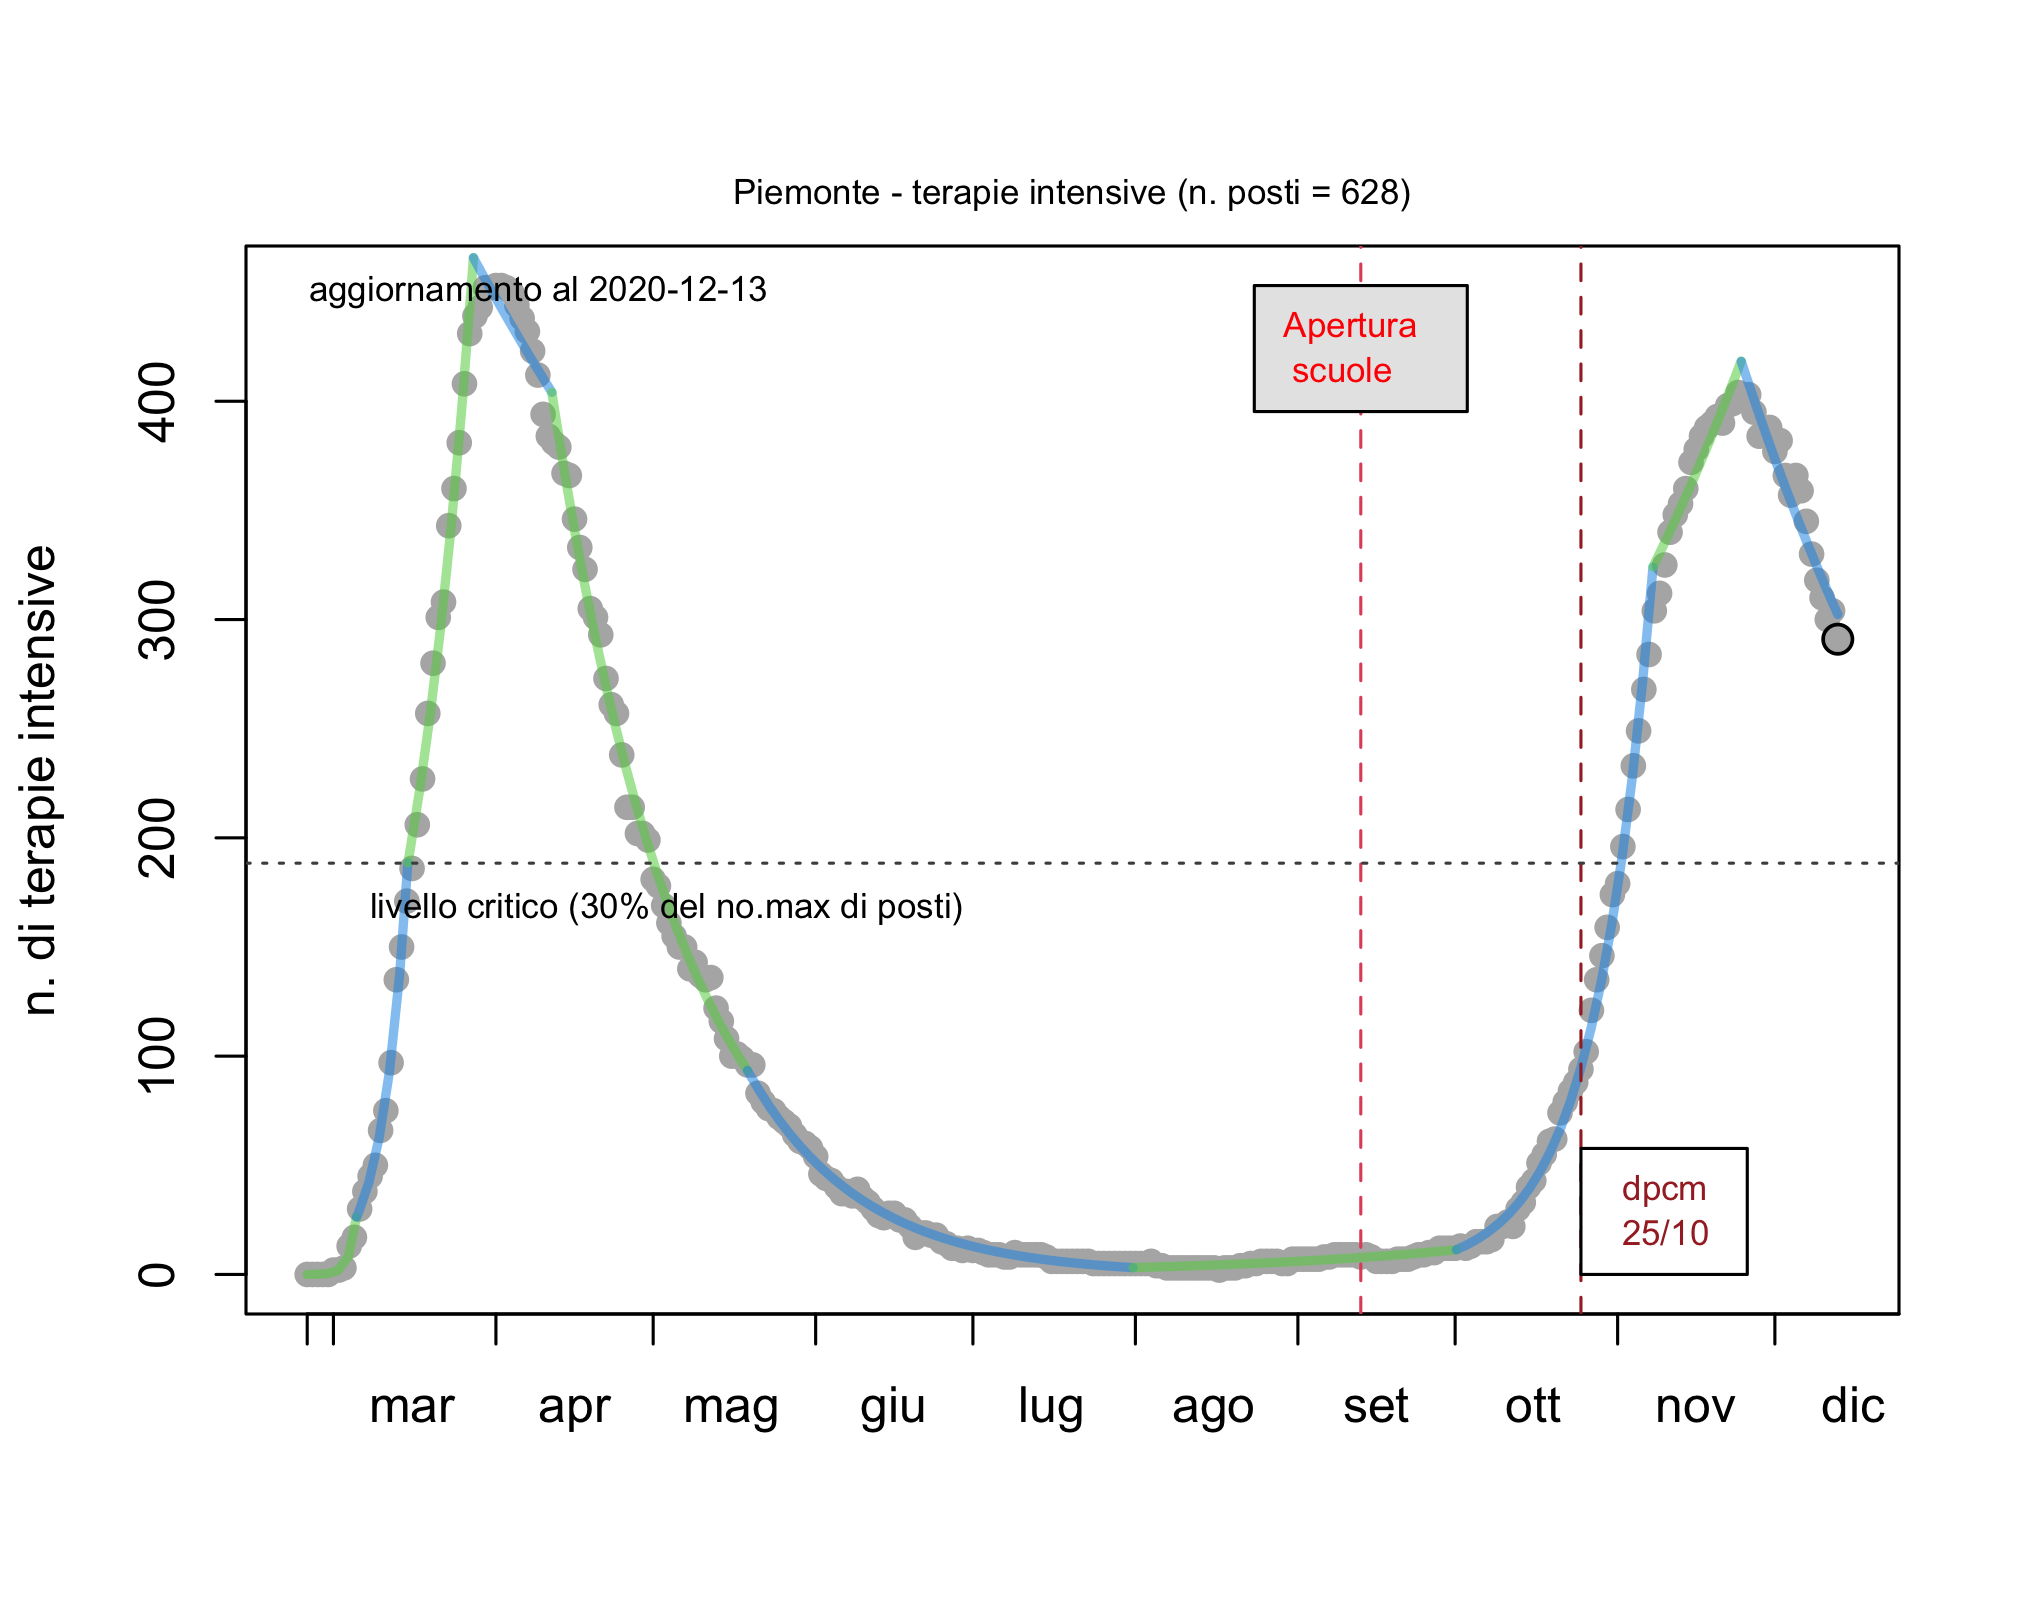 Piemonte - terapie intensive (n. posti = 628)
aggiornamento al 2020-12-13
Apertura
scuole
n. di terapie intensive
400
300
200
100
0
livello critico (30% del no.max di posti)
dpcm
25/10
mar apr mag giu lug ago set ott nov dic